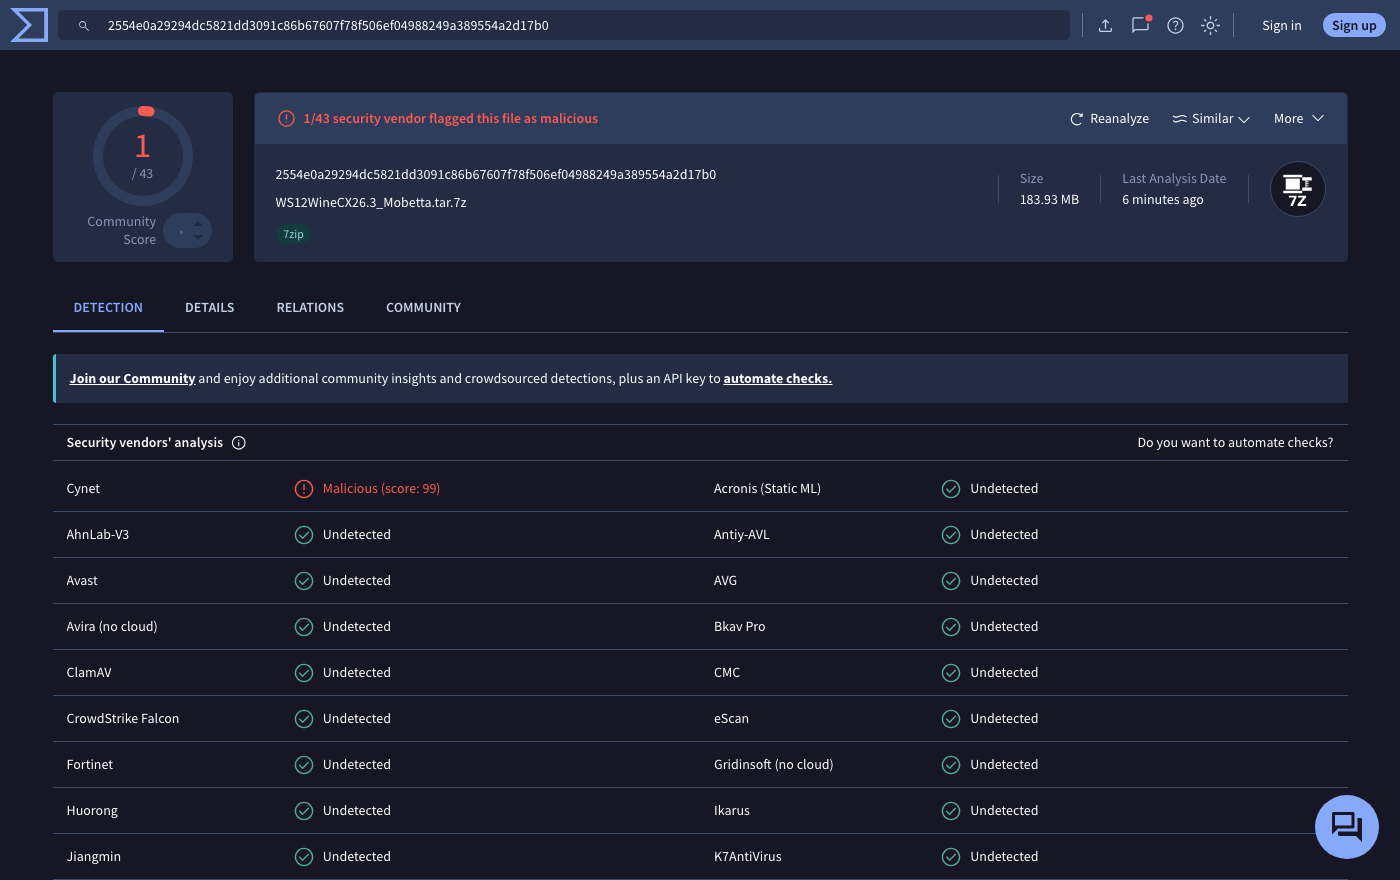 2554e0a29294dc5821dd3091c86b67607f78f506ef04988249a389554a2d17b0
Sign in
Sign up
1
/ 43
Community
Score
1/43 security vendor flagged this file as malicious
Reanalyze
Similar
More
2554e0a29294dc5821dd3091c86b67607f78f506ef04988249a389554a2d17b0
WS12WineCX26.3_Mobetta.tar.7z
7zip
Size
183.93 MB
Last Analysis Date
6 minutes ago
7Z
DETECTION
DETAILS
RELATIONS
COMMUNITY
Join our Community and enjoy additional community insights and crowdsourced detections, plus an API key to automate checks.
Security vendors' analysis
Do you want to automate checks?
Cynet
Malicious (score: 99)
Acronis (Static ML)
Undetected
AhnLab-V3
Undetected
Antiy-AVL
Undetected
Avast
Undetected
AVG
Undetected
Avira (no cloud)
Undetected
Bkav Pro
Undetected
ClamAV
Undetected
CMC
Undetected
CrowdStrike Falcon
Undetected
eScan
Undetected
Fortinet
Undetected
Gridinsoft (no cloud)
Undetected
Huorong
Undetected
Ikarus
Undetected
Jiangmin
Undetected
K7AntiVirus
Undetected